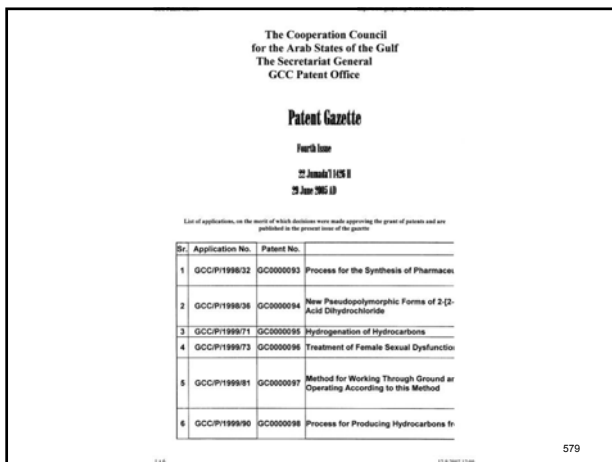 The Cooperation Council
for the Arab States of the Gulf
The Secretariat General
GCC Patent Office
Patent Gazette
Fourth Issue
22 Jumada'I 1426 H
29 June 2005 AD
List of applications, on the merit of which decisions were made approving the grant of patents and are
published in the present issue of the gazette
Sr. Application No. Patent No.
1 GCC/P/1998/32 GC0000093 Process for the Synthesis of Pharmaceu
2 GCC/P/1998/36 GC0000094 New Pseudopolymorphic Forms of 2-[2-
Acid Dihydrochloride
3 GCC/P/1999/71 GC0000095 Hydrogenation of Hydrocarbons
4 GCC/P/1999/73 GC0000096 Treatment of Female Sexual Dysfunction
5 GCC/P/1999/81 GC0000097 Method for Working Through Ground an
Operating According to this Method
6 GCC/P/1999/90 GC0000098 Process for Producing Hydrocarbons fr
579